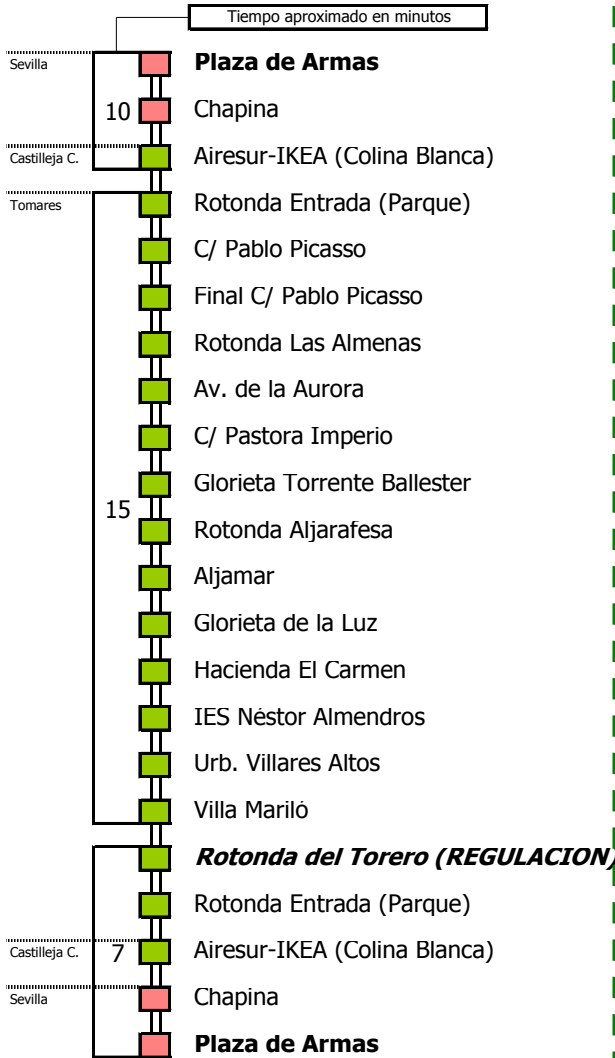 Tiempo aproximado en minutos
Sevilla
Plaza de Armas
10
Chapina
Castilleja C.
Airesur-IKEA (Colina Blanca)
Tomares
Rotonda Entrada (Parque)
C/ Pablo Picasso
Final C/ Pablo Picasso
Rotonda Las Almenas
Av. de la Aurora
C/ Pastora Imperio
Glorieta Torrente Ballester
15
Rotonda Aljarafesa
Aljamar
Glorieta de la Luz
Hacienda El Carmen
IES Néstor Almendros
Urb. Villares Altos
Villa Mariló
Rotonda del Torero (REGULACION)
Rotonda Entrada (Parque)
Castilleja C.
7
Airesur-IKEA (Colina Blanca)
Sevilla
Chapina
Plaza de Armas